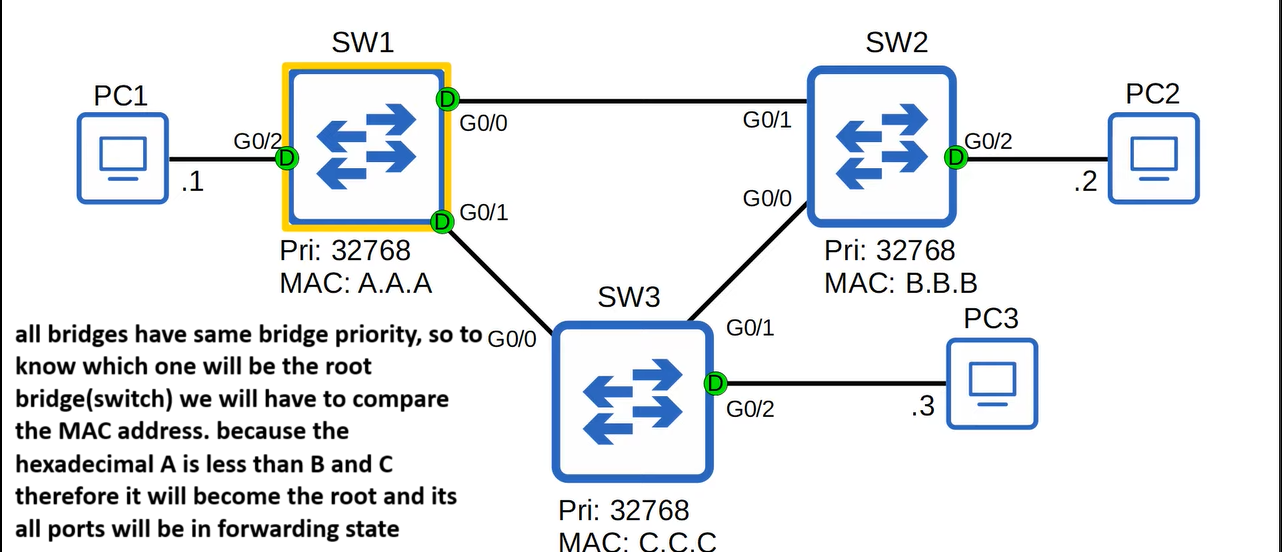 SW1
SW2
PC1
PC2
D
G0/0
G0/1
G0/2
D
D
G0/2
.1
.2
G0/0
D
G0/1
Pri: 32768
MAC: A.A.A
Pri: 32768
MAC: B.B.B
SW3
PC3
G0/0
G0/1
D
G0/2
.3
all bridges have same bridge priority, so to
know which one will be the root
bridge(switch) we will have to compare
the MAC address. because the
hexadecimal A is less than B and C
therefore it will become the root and its
all ports will be in forwarding state
Pri: 32768
MAC: C.C.C